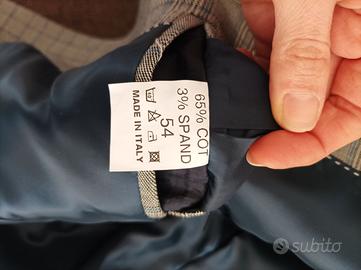 65% COT
3% SPAND
54
MADE IN ITALY
subito